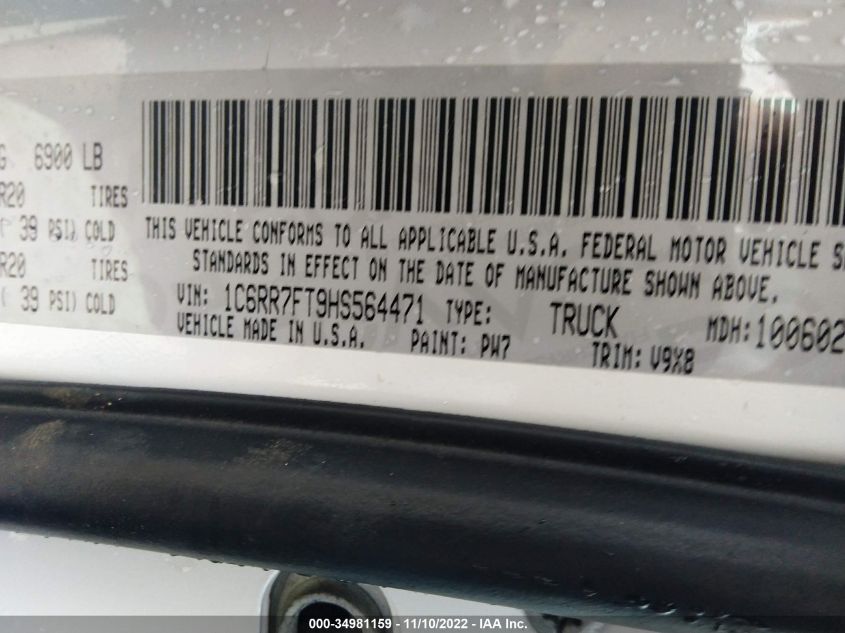 G 6900 LB
R20 TIRES
39 PSI) COLD
R20 TIRES
( 39 PSI) COLD
THIS VEHICLE CONFORMS TO ALL APPLICABLE U.S.A. FEDERAL MOTOR VEHICLE
STANDARDS IN EFFECT ON THE DATE OF MANUFACTURE SHOWN ABOVE.
VIN: 1C6RR7FT9HS564471 TYPE: TRUCK MDH: 100602
VEHICLE MADE IN U.S.A. PAINT: PW7 TRIM: V9X8
000-34981159 - 11/10/2022 - IAA Inc.